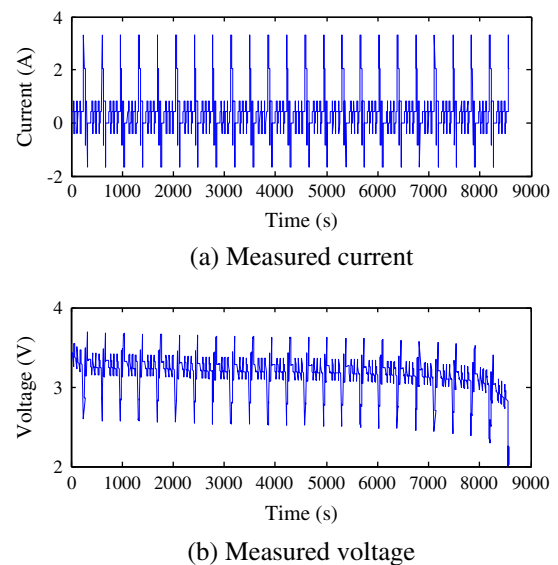 4
2
0
-2
Current (A)
0 1000 2000 3000 4000 5000 6000 7000 8000 9000
Time (s)
(a) Measured current
4
3
2
Voltage (V)
0 1000 2000 3000 4000 5000 6000 7000 8000 9000
Time (s)
(b) Measured voltage